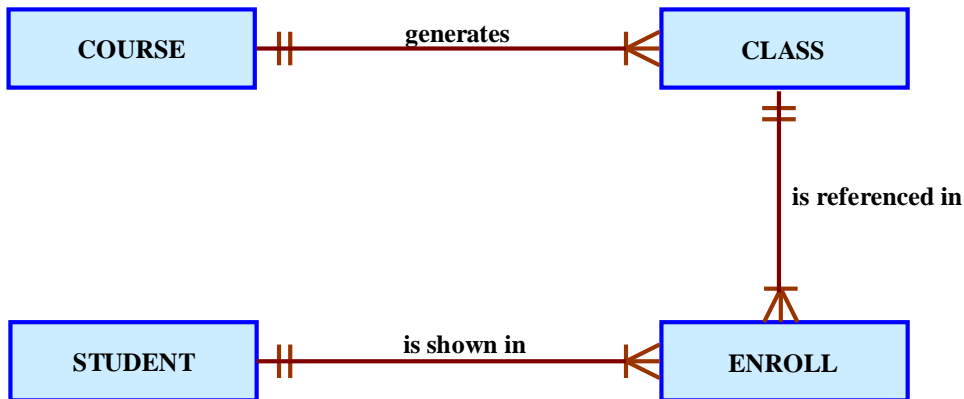 COURSE
generates
CLASS
is referenced in
STUDENT
is shown in
ENROLL